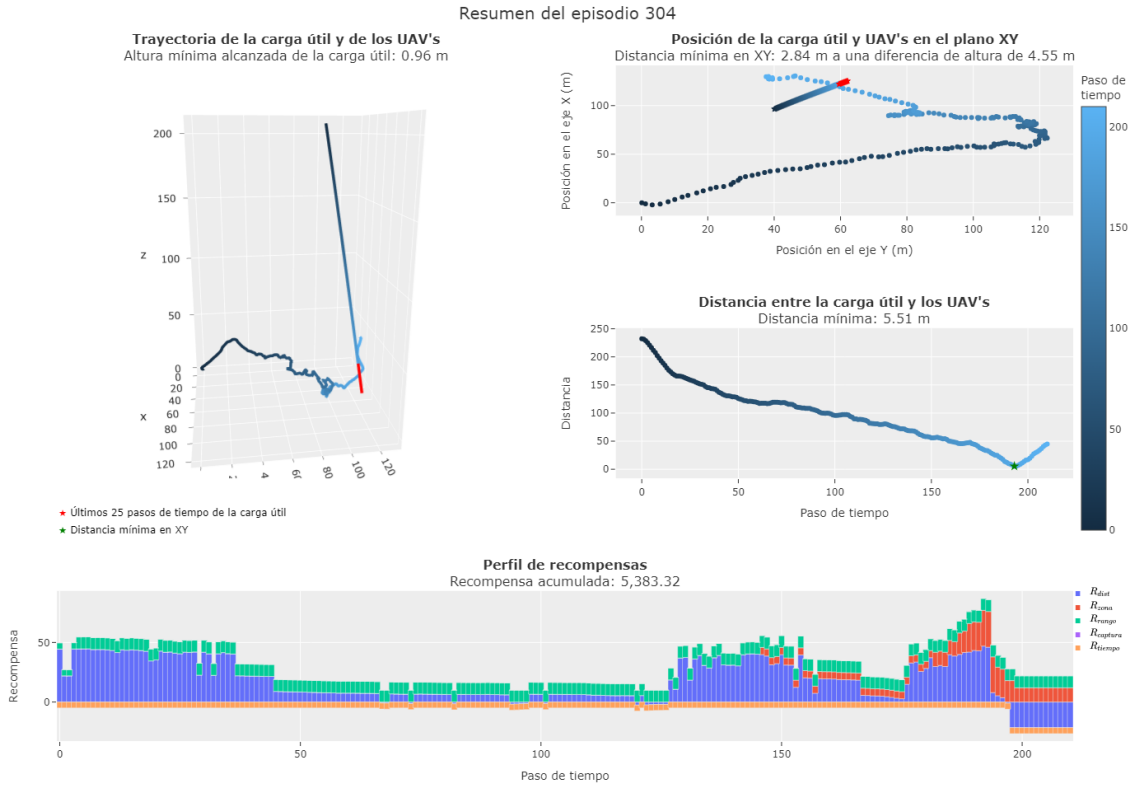 Resumen del episodio 304
Trayectoria de la carga útil y de los UAV's
Altura mínima alcanzada de la carga útil: 0.96 m
200
150
100
50
0
z
0
20
40
60
80
100
120
x
60
80
100
120
★ Últimos 25 pasos de tiempo de la carga útil
★ Distancia mínima en XY
Posición de la carga útil y UAV's en el plano XY
Distancia mínima en XY: 2.84 m a una diferencia de altura de 4.55 m
Posición en el eje X (m)
100
50
0
0 20 40 60 80 100 120
Posición en el eje Y (m)
Paso de
tiempo
200
150
100
50
0
Distancia entre la carga útil y los UAV's
Distancia mínima: 5.51 m
Distancia
250
200
150
100
50
0
0 50 100 150 200
Paso de tiempo
Perfil de recompensas
Recompensa acumulada: 5,383.32
Recompensa
50
0
0 50 100 150 200
Paso de tiempo
R_dist
R_zona
R_rango
R_captura
R_tiempo